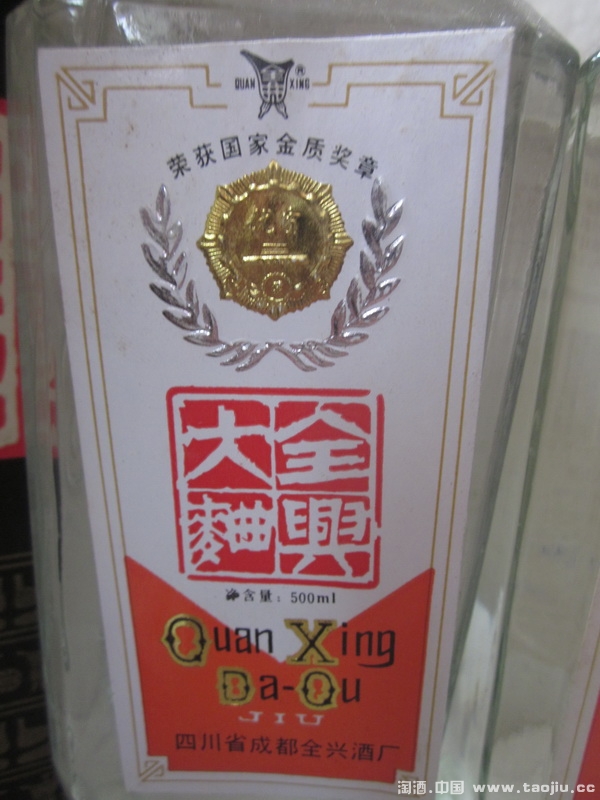 QUAN XING
®
荣获国家金质奖章
全興
大麯
净含量：500ml
Quan Xing
Da-Qu
JIU
四川省成都全兴酒厂
淘酒.中国 www.taojiu.cc